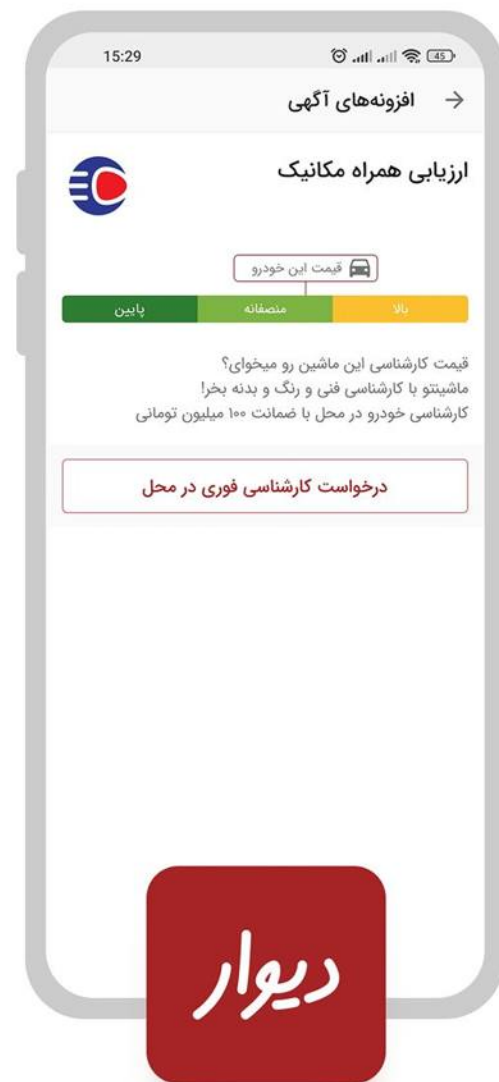 15:29
45
افزونه‌های آگهی
ارزیابی همراه مکانیک
قیمت این خودرو
بالا منصفانه پایین
قیمت کارشناسی این ماشین رو میخوای؟
ماشینتو با کارشناسی فنی و رنگ و بدنه بخر!
کارشناسی خودرو در محل با ضمانت ۱۰۰ میلیون تومانی
درخواست کارشناسی فوری در محل
دیوار